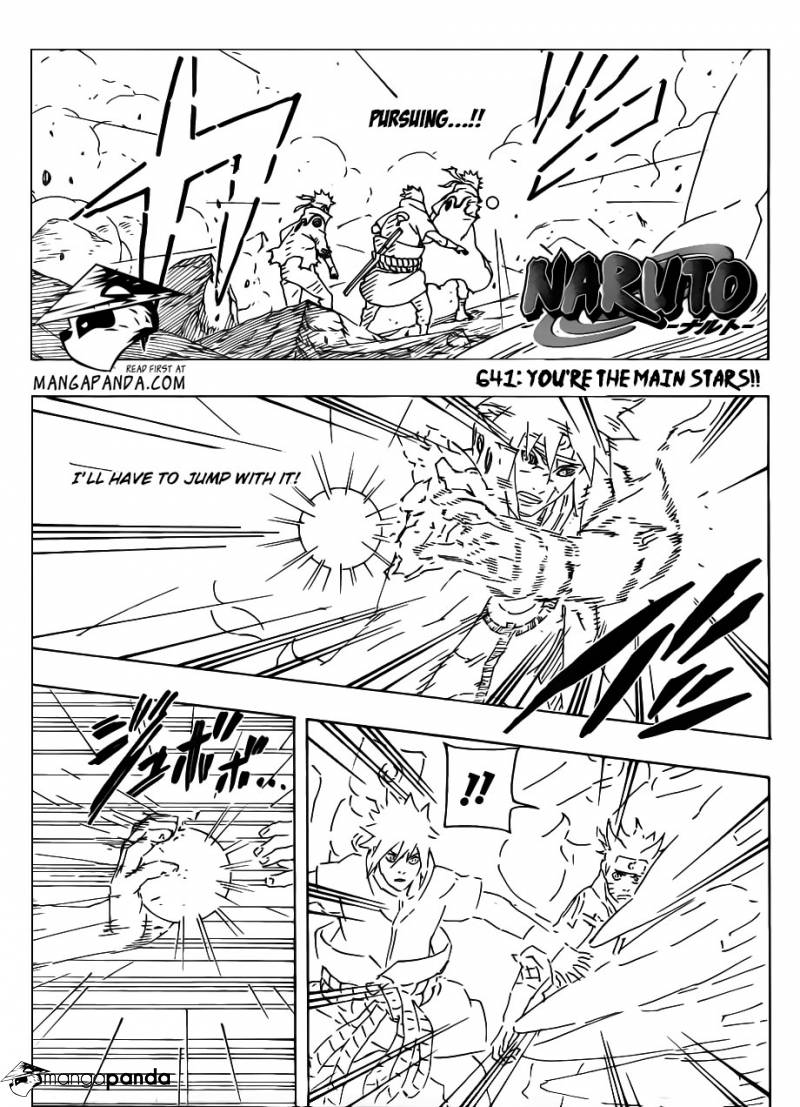 PURSUING...!!
NARUTO
-ナルト-
READ FIRST AT
MANGAPANDA.COM
641: YOU'RE THE MAIN STARS!!
I'LL HAVE TO JUMP WITH IT!
ジュボボ...
!!
mangapanda